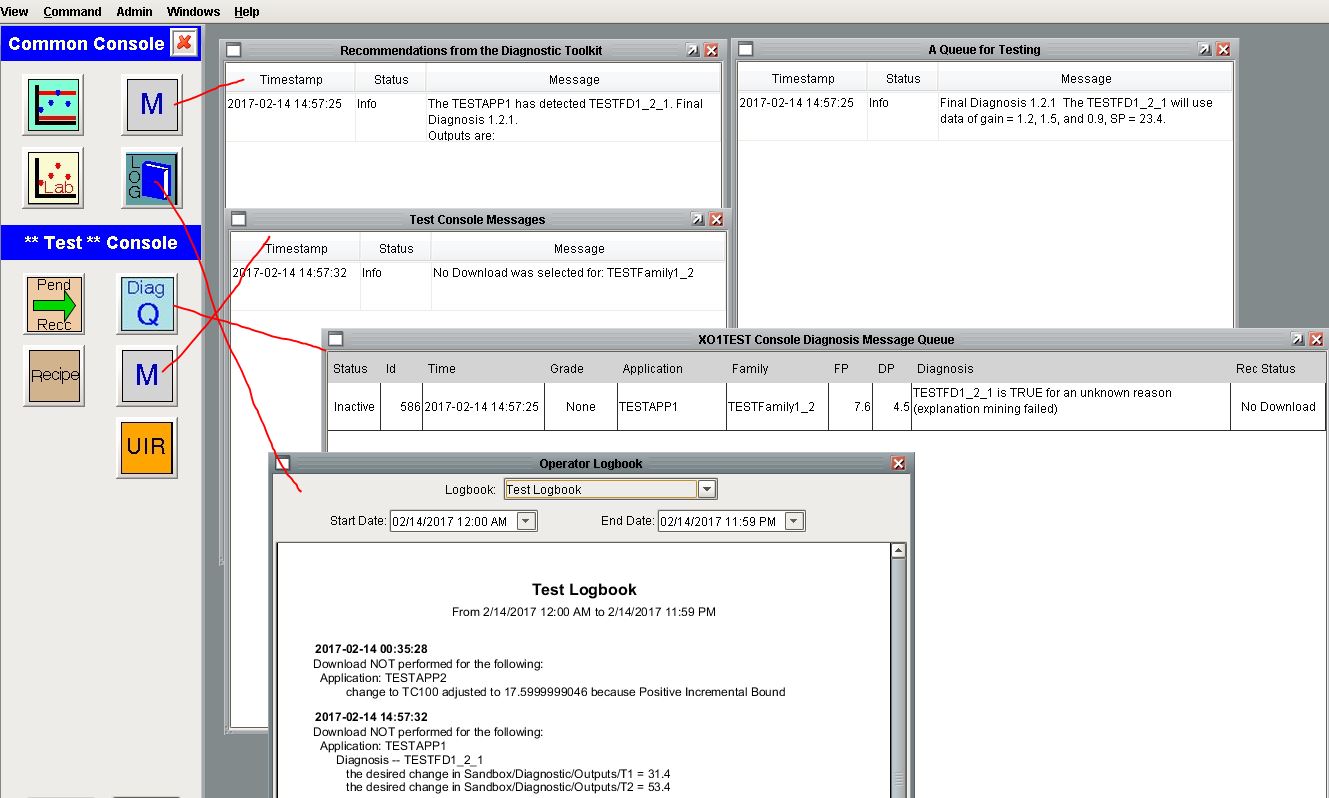 View Command Admin Windows Help
Common Console
M
Lab
LOG
** Test ** Console
Pend
Recc
Diag
Q
Recipe
M
UIR
Recommendations from the Diagnostic Toolkit
Timestamp Status Message
2017-02-14 14:57:25 Info The TESTAPP1 has detected TESTFD1_2_1. Final
Diagnosis 1.2.1.
Outputs are:
A Queue for Testing
Timestamp Status Message
2017-02-14 14:57:25 Info Final Diagnosis 1.2.1 The TESTFD1_2_1 will use
data of gain = 1.2, 1.5, and 0.9, SP = 23.4.
Test Console Messages
Timestamp Status Message
2017-02-14 14:57:32 Info No Download was selected for: TESTFamily1_2
XO1TEST Console Diagnosis Message Queue
Status Id Time Grade Application Family FP DP Diagnosis Rec Status
Inactive 586 2017-02-14 14:57:25 None TESTAPP1 TESTFamily1_2 7.6 4.5 TESTFD1_2_1 is TRUE for an unknown reason No Download
(explanation mining failed)
Operator Logbook
Logbook: Test Logbook
Start Date: 02/14/2017 12:00 AM End Date: 02/14/2017 11:59 PM
Test Logbook
From 2/14/2017 12:00 AM to 2/14/2017 11:59 PM
2017-02-14 00:35:28
Download NOT performed for the following:
Application: TESTAPP2
change to TC100 adjusted to 17.5999999046 because Positive Incremental Bound
2017-02-14 14:57:32
Download NOT performed for the following:
Application: TESTAPP1
Diagnosis -- TESTFD1_2_1
the desired change in Sandbox/Diagnostic/Outputs/T1 = 31.4
the desired change in Sandbox/Diagnostic/Outputs/T2 = 53.4